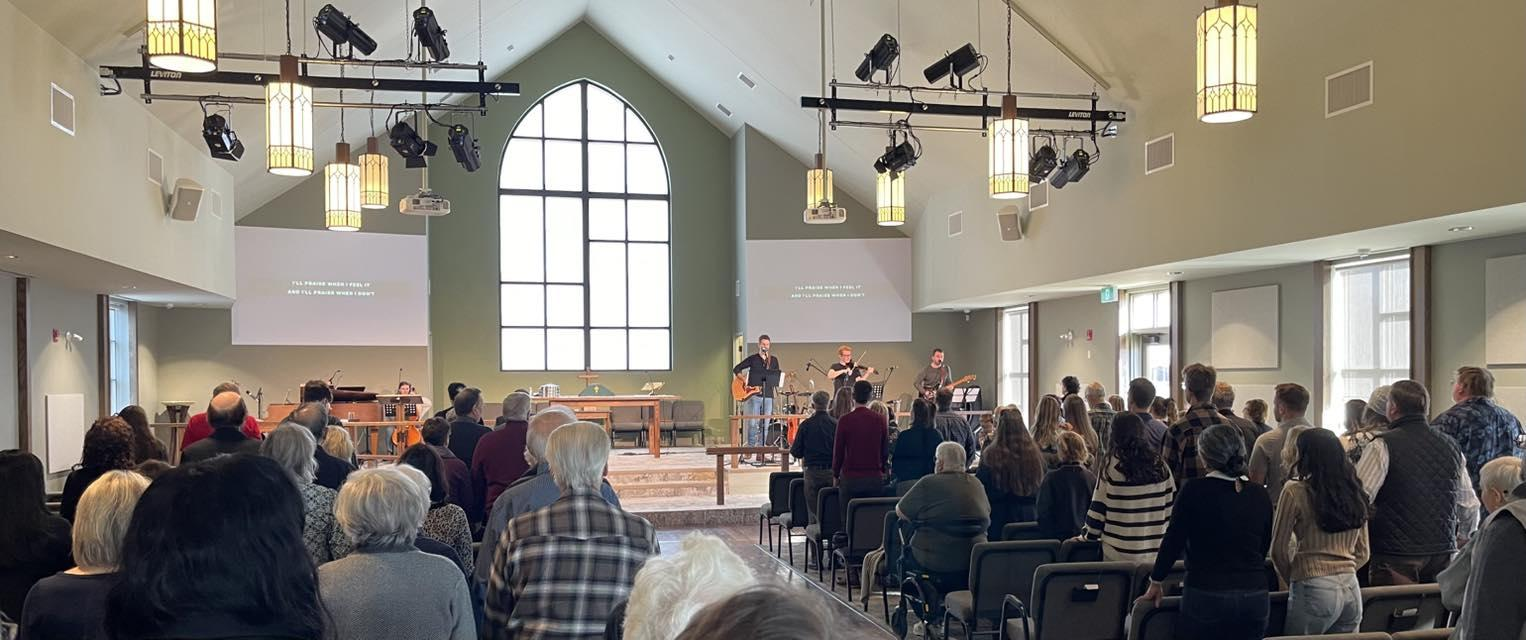 LEVITON
LEVITON
I'LL PRAISE WHEN I FEEL IT
AND I'LL PRAISE WHEN I DON'T
I'LL PRAISE WHEN I FEEL IT
AND I'LL PRAISE WHEN I DON'T